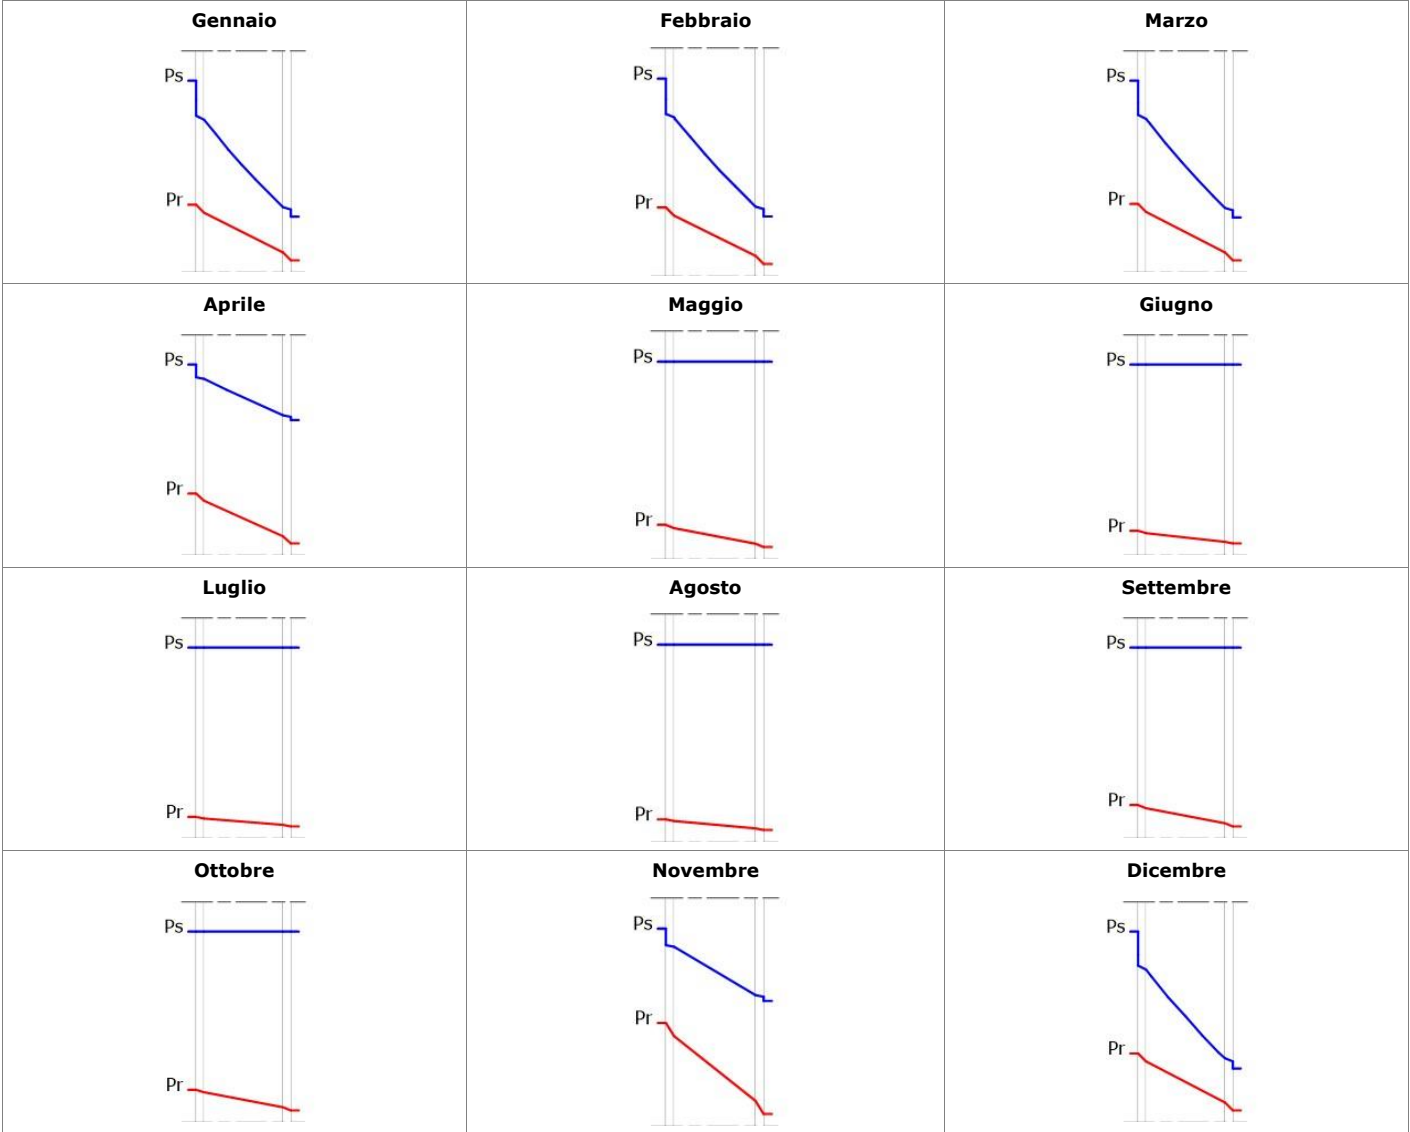 Gennaio
Febbraio
Marzo
Ps
Ps
Ps
Pr
Pr
Pr
Aprile
Maggio
Giugno
Ps
Ps
Ps
Pr
Pr
Pr
Luglio
Agosto
Settembre
Ps
Ps
Ps
Pr
Pr
Pr
Ottobre
Novembre
Dicembre
Ps
Ps
Ps
Pr
Pr
Pr